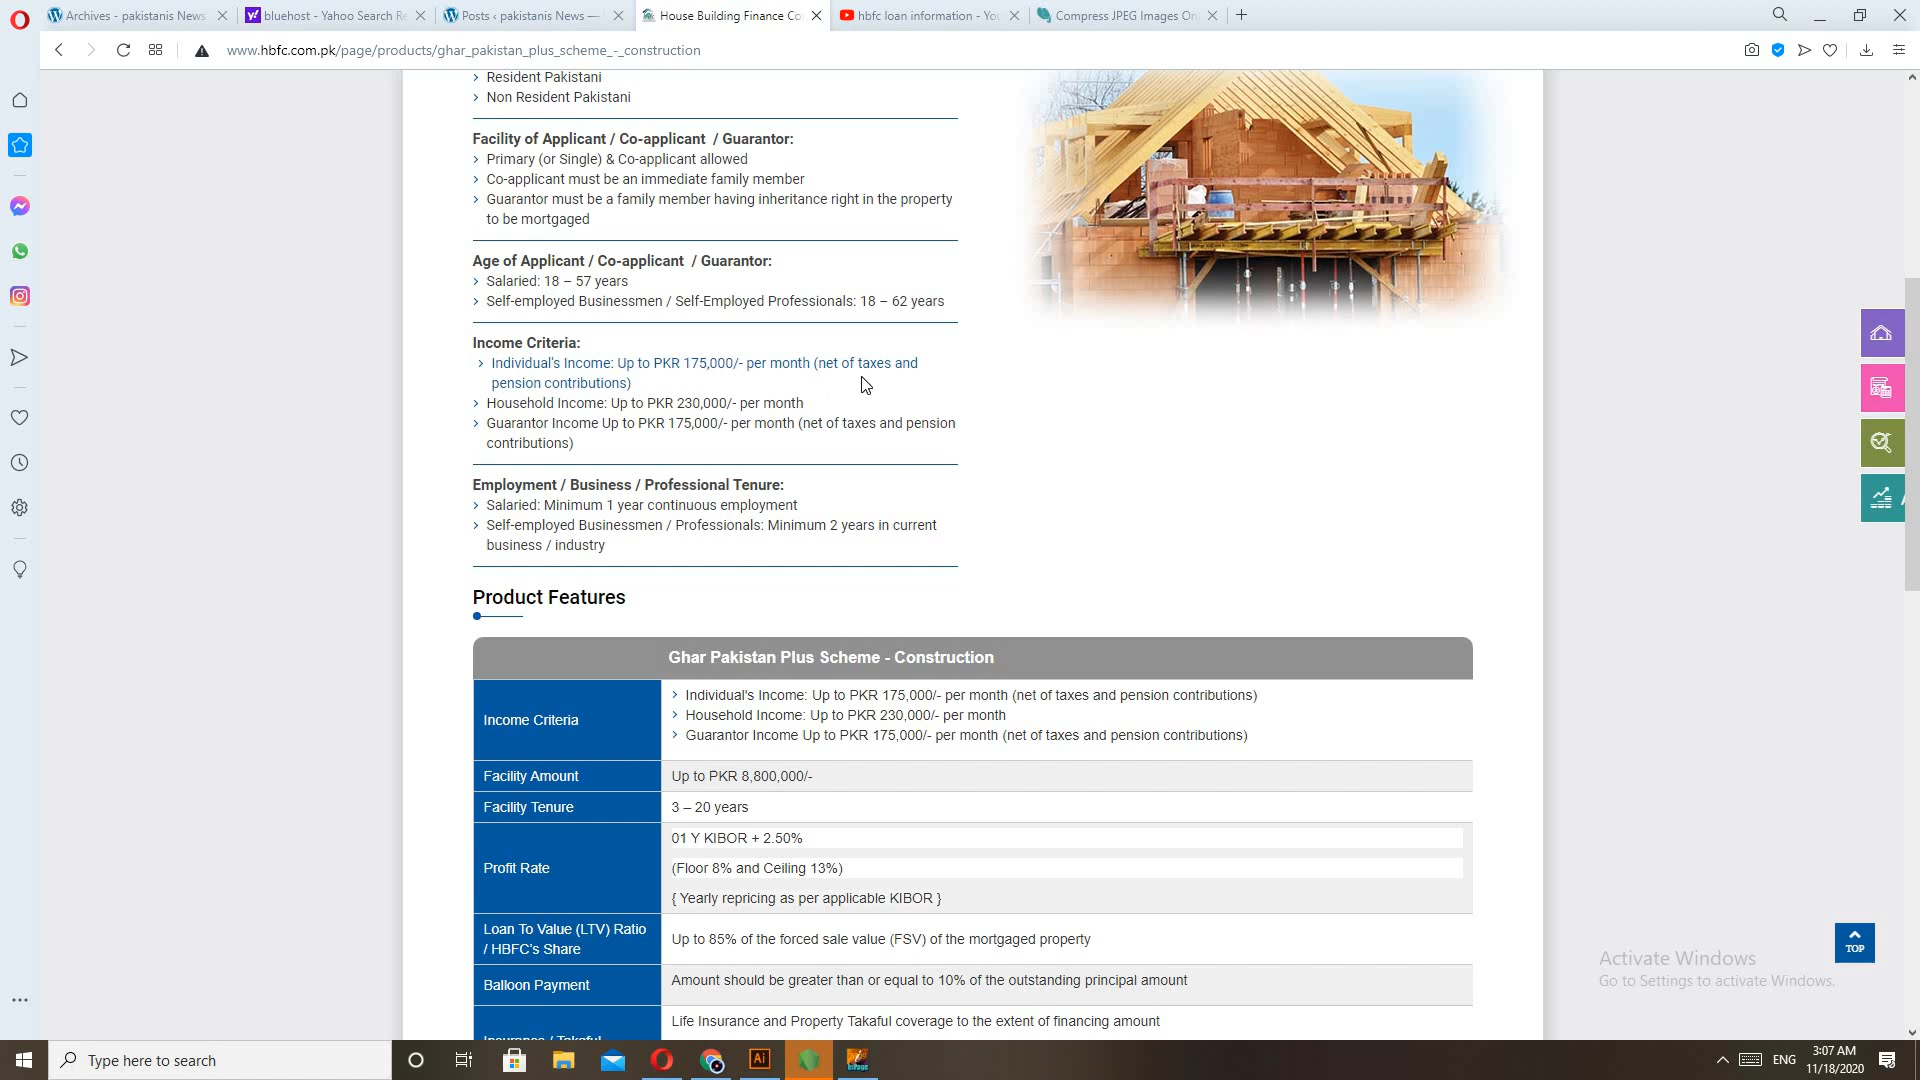 Archives - pakistanis News
bluehost - Yahoo Search Re
Posts ‹ pakistanis News —
House Building Finance Co
hbfc loan information - You
Compress JPEG Images On
www.hbfc.com.pk/page/products/ghar_pakistan_plus_scheme_-_construction
Resident Pakistani
Non Resident Pakistani
Facility of Applicant / Co-applicant / Guarantor:
Primary (or Single) & Co-applicant allowed
Co-applicant must be an immediate family member
Guarantor must be a family member having inheritance right in the property
to be mortgaged
Age of Applicant / Co-applicant / Guarantor:
Salaried: 18 – 57 years
Self-employed Businessmen / Self-Employed Professionals: 18 – 62 years
Income Criteria:
Individual's Income: Up to PKR 175,000/- per month (net of taxes and
pension contributions)
Household Income: Up to PKR 230,000/- per month
Guarantor Income Up to PKR 175,000/- per month (net of taxes and pension
contributions)
Employment / Business / Professional Tenure:
Salaried: Minimum 1 year continuous employment
Self-employed Businessmen / Professionals: Minimum 2 years in current
business / industry
Product Features
Ghar Pakistan Plus Scheme - Construction
Income Criteria
Individual's Income: Up to PKR 175,000/- per month (net of taxes and pension contributions)
Household Income: Up to PKR 230,000/- per month
Guarantor Income Up to PKR 175,000/- per month (net of taxes and pension contributions)
Facility Amount
Up to PKR 8,800,000/-
Facility Tenure
3 – 20 years
Profit Rate
01 Y KIBOR + 2.50%
(Floor 8% and Ceiling 13%)
{ Yearly repricing as per applicable KIBOR }
Loan To Value (LTV) Ratio
/ HBFC's Share
Up to 85% of the forced sale value (FSV) of the mortgaged property
Balloon Payment
Amount should be greater than or equal to 10% of the outstanding principal amount
Insurance / Takaful
Life Insurance and Property Takaful coverage to the extent of financing amount
TOP
Activate Windows
Go to Settings to activate Windows.
Type here to search
Ai
ENG
3:07 AM
11/18/2020